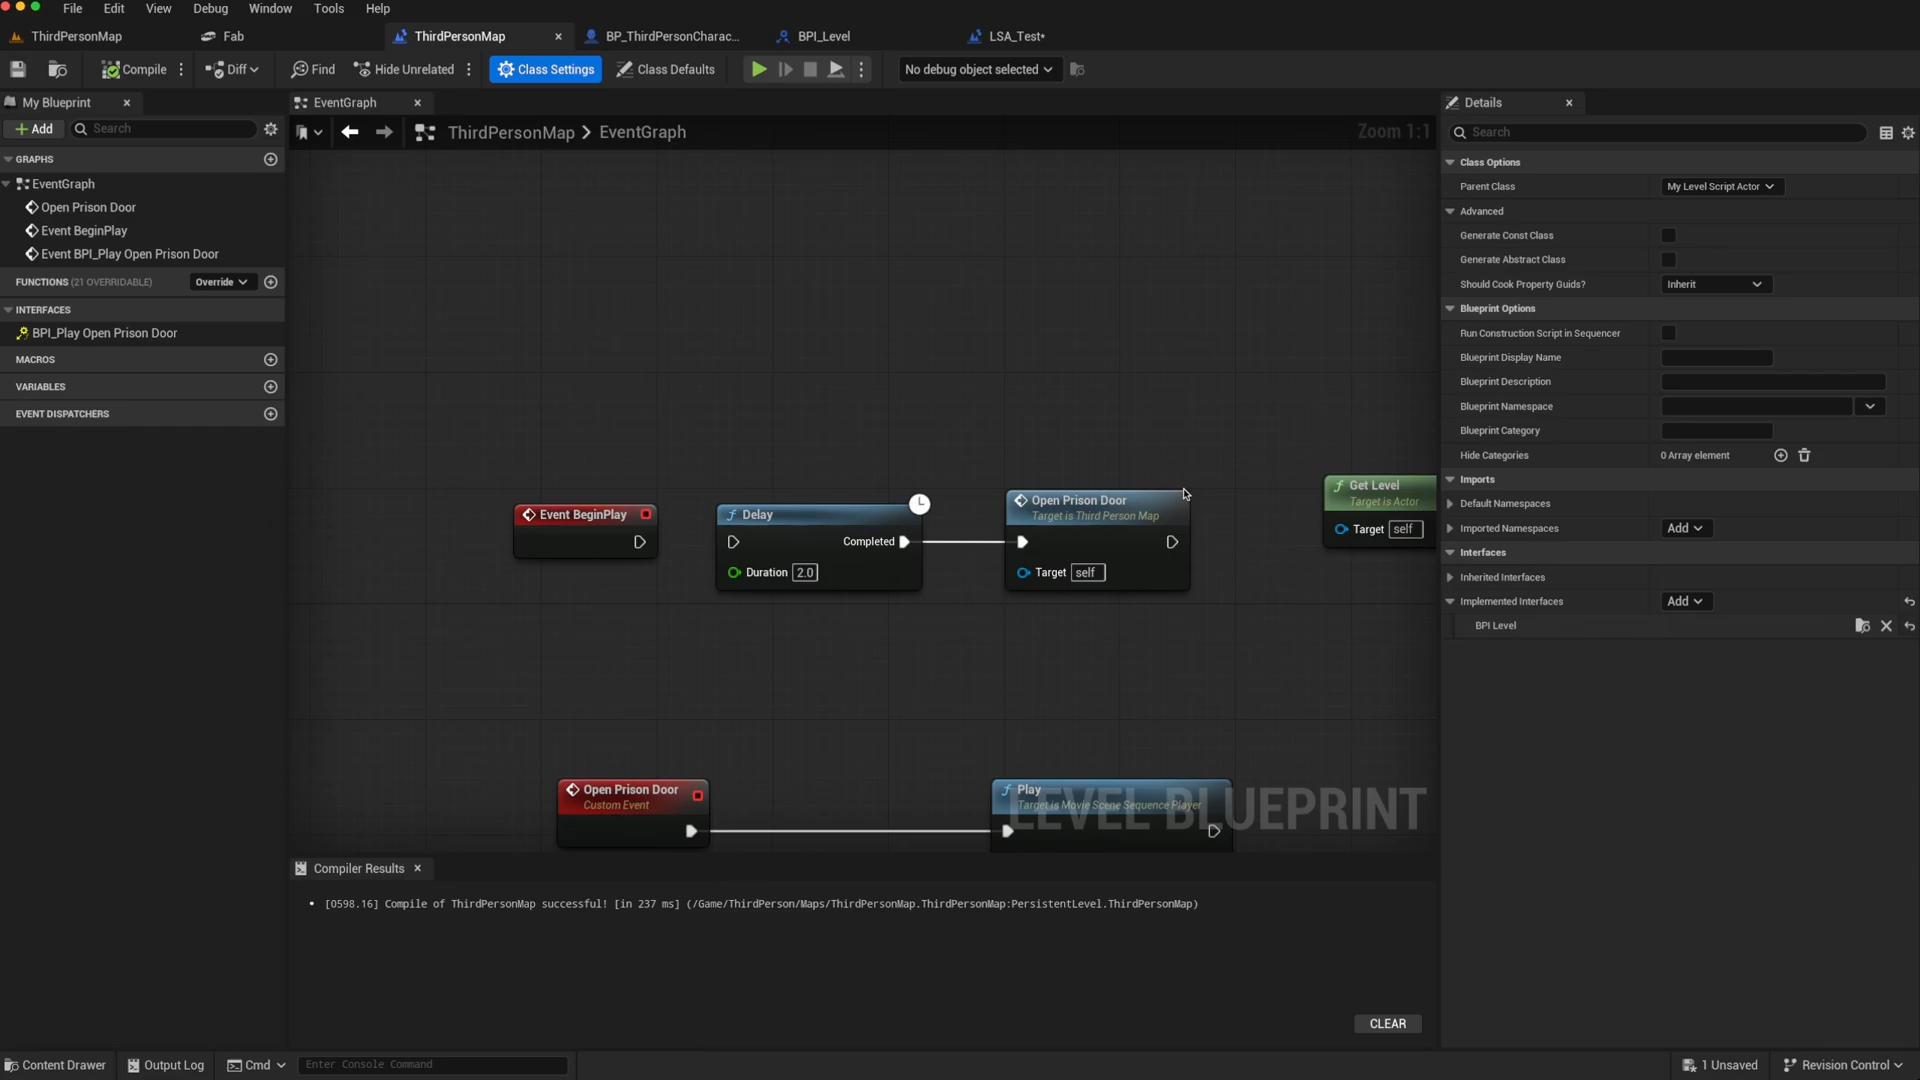 File Edit View Debug Window Tools Help
ThirdPersonMap Fab ThirdPersonMap BP_ThirdPersonCharac... BPI_Level LSA_Test*
Compile Diff Find Hide Unrelated Class Settings Class Defaults No debug object selected
My Blueprint EventGraph Details
Add Search ThirdPersonMap EventGraph Zoom 1:1 Search
GRAPHS
EventGraph
Open Prison Door
Event BeginPlay
Event BPI_Play Open Prison Door
FUNCTIONS (21 OVERRIDABLE) Override
INTERFACES
BPI_Play Open Prison Door
MACROS
VARIABLES
EVENT DISPATCHERS
Event BeginPlay
Delay
Completed
Duration 2.0
Open Prison Door
Target is Third Person Map
Target self
Get Level
Target is Actor
Target self
Open Prison Door
Custom Event
Play
Target is Movie Scene Sequence Player
LEVEL BLUEPRINT
Class Options
Parent Class My Level Script Actor
Advanced
Generate Const Class
Generate Abstract Class
Should Cook Property Guids? Inherit
Blueprint Options
Run Construction Script in Sequencer
Blueprint Display Name
Blueprint Description
Blueprint Namespace
Blueprint Category
Hide Categories 0 Array element
Imports
Default Namespaces
Imported Namespaces Add
Interfaces
Inherited Interfaces
Implemented Interfaces Add
BPI Level
Compiler Results
[0598.16] Compile of ThirdPersonMap successful! [in 237 ms] (/Game/ThirdPerson/Maps/ThirdPersonMap.ThirdPersonMap:PersistentLevel.ThirdPersonMap)
CLEAR
Content Drawer Output Log Cmd Enter Console Command 1 Unsaved Revision Control